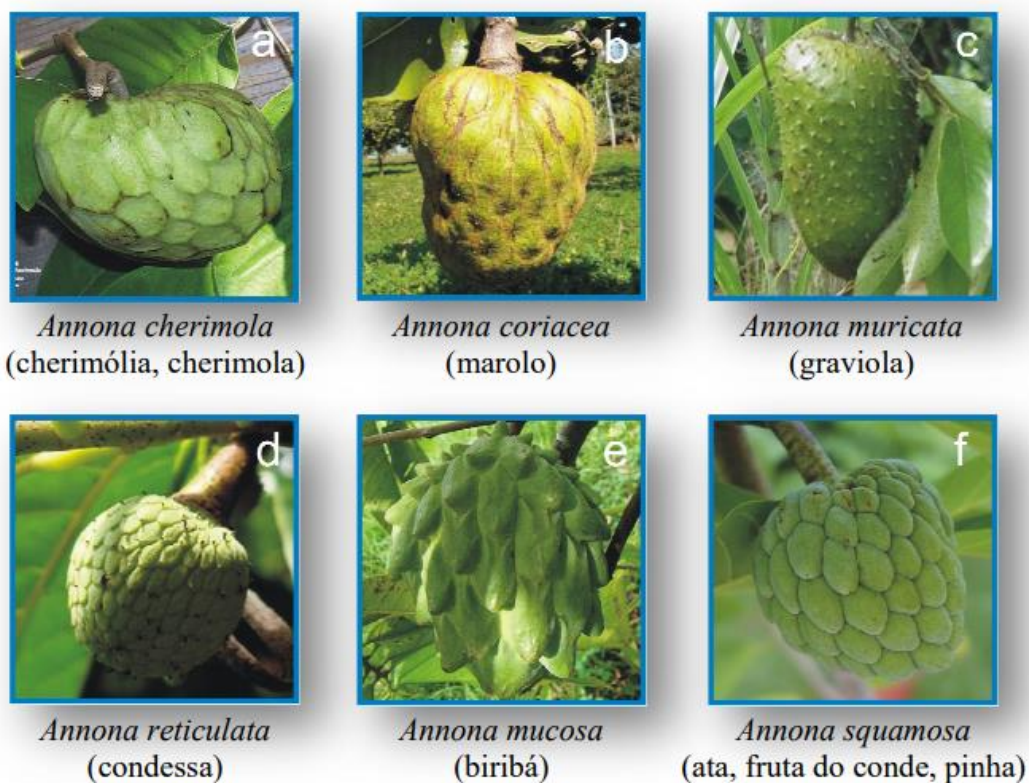 a
b
c
Annona cherimola
(cherimólia, cherimola)
Annona coriacea
(marolo)
Annona muricata
(graviola)
d
e
f
Annona reticulata
(condessa)
Annona mucosa
(biribá)
Annona squamosa
(ata, fruta do conde, pinha)